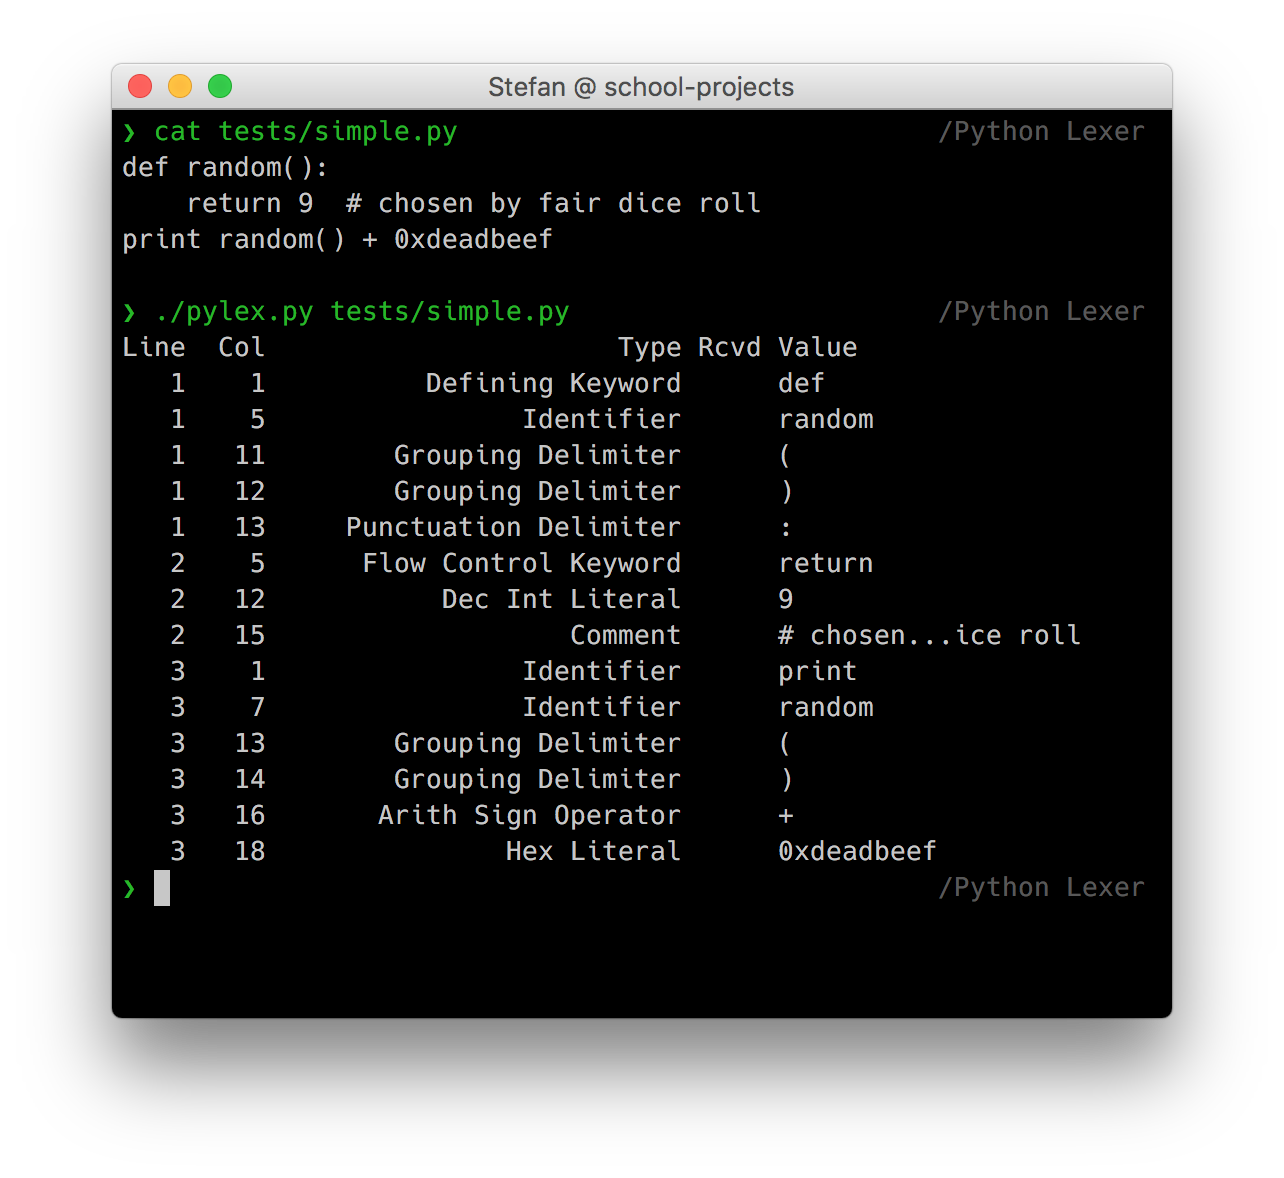 Stefan @ school-projects
❯ cat tests/simple.py /Python Lexer
def random():
    return 9  # chosen by fair dice roll
print random() + 0xdeadbeef
❯ ./pylex.py tests/simple.py /Python Lexer
Line  Col                      Type Rcvd Value
   1    1          Defining Keyword      def
   1    5                Identifier      random
   1   11        Grouping Delimiter      (
   1   12        Grouping Delimiter      )
   1   13     Punctuation Delimiter      :
   2    5      Flow Control Keyword      return
   2   12           Dec Int Literal      9
   2   15                   Comment      # chosen...ice roll
   3    1                Identifier      print
   3    7                Identifier      random
   3   13        Grouping Delimiter      (
   3   14        Grouping Delimiter      )
   3   16       Arith Sign Operator      +
   3   18               Hex Literal      0xdeadbeef
❯ /Python Lexer